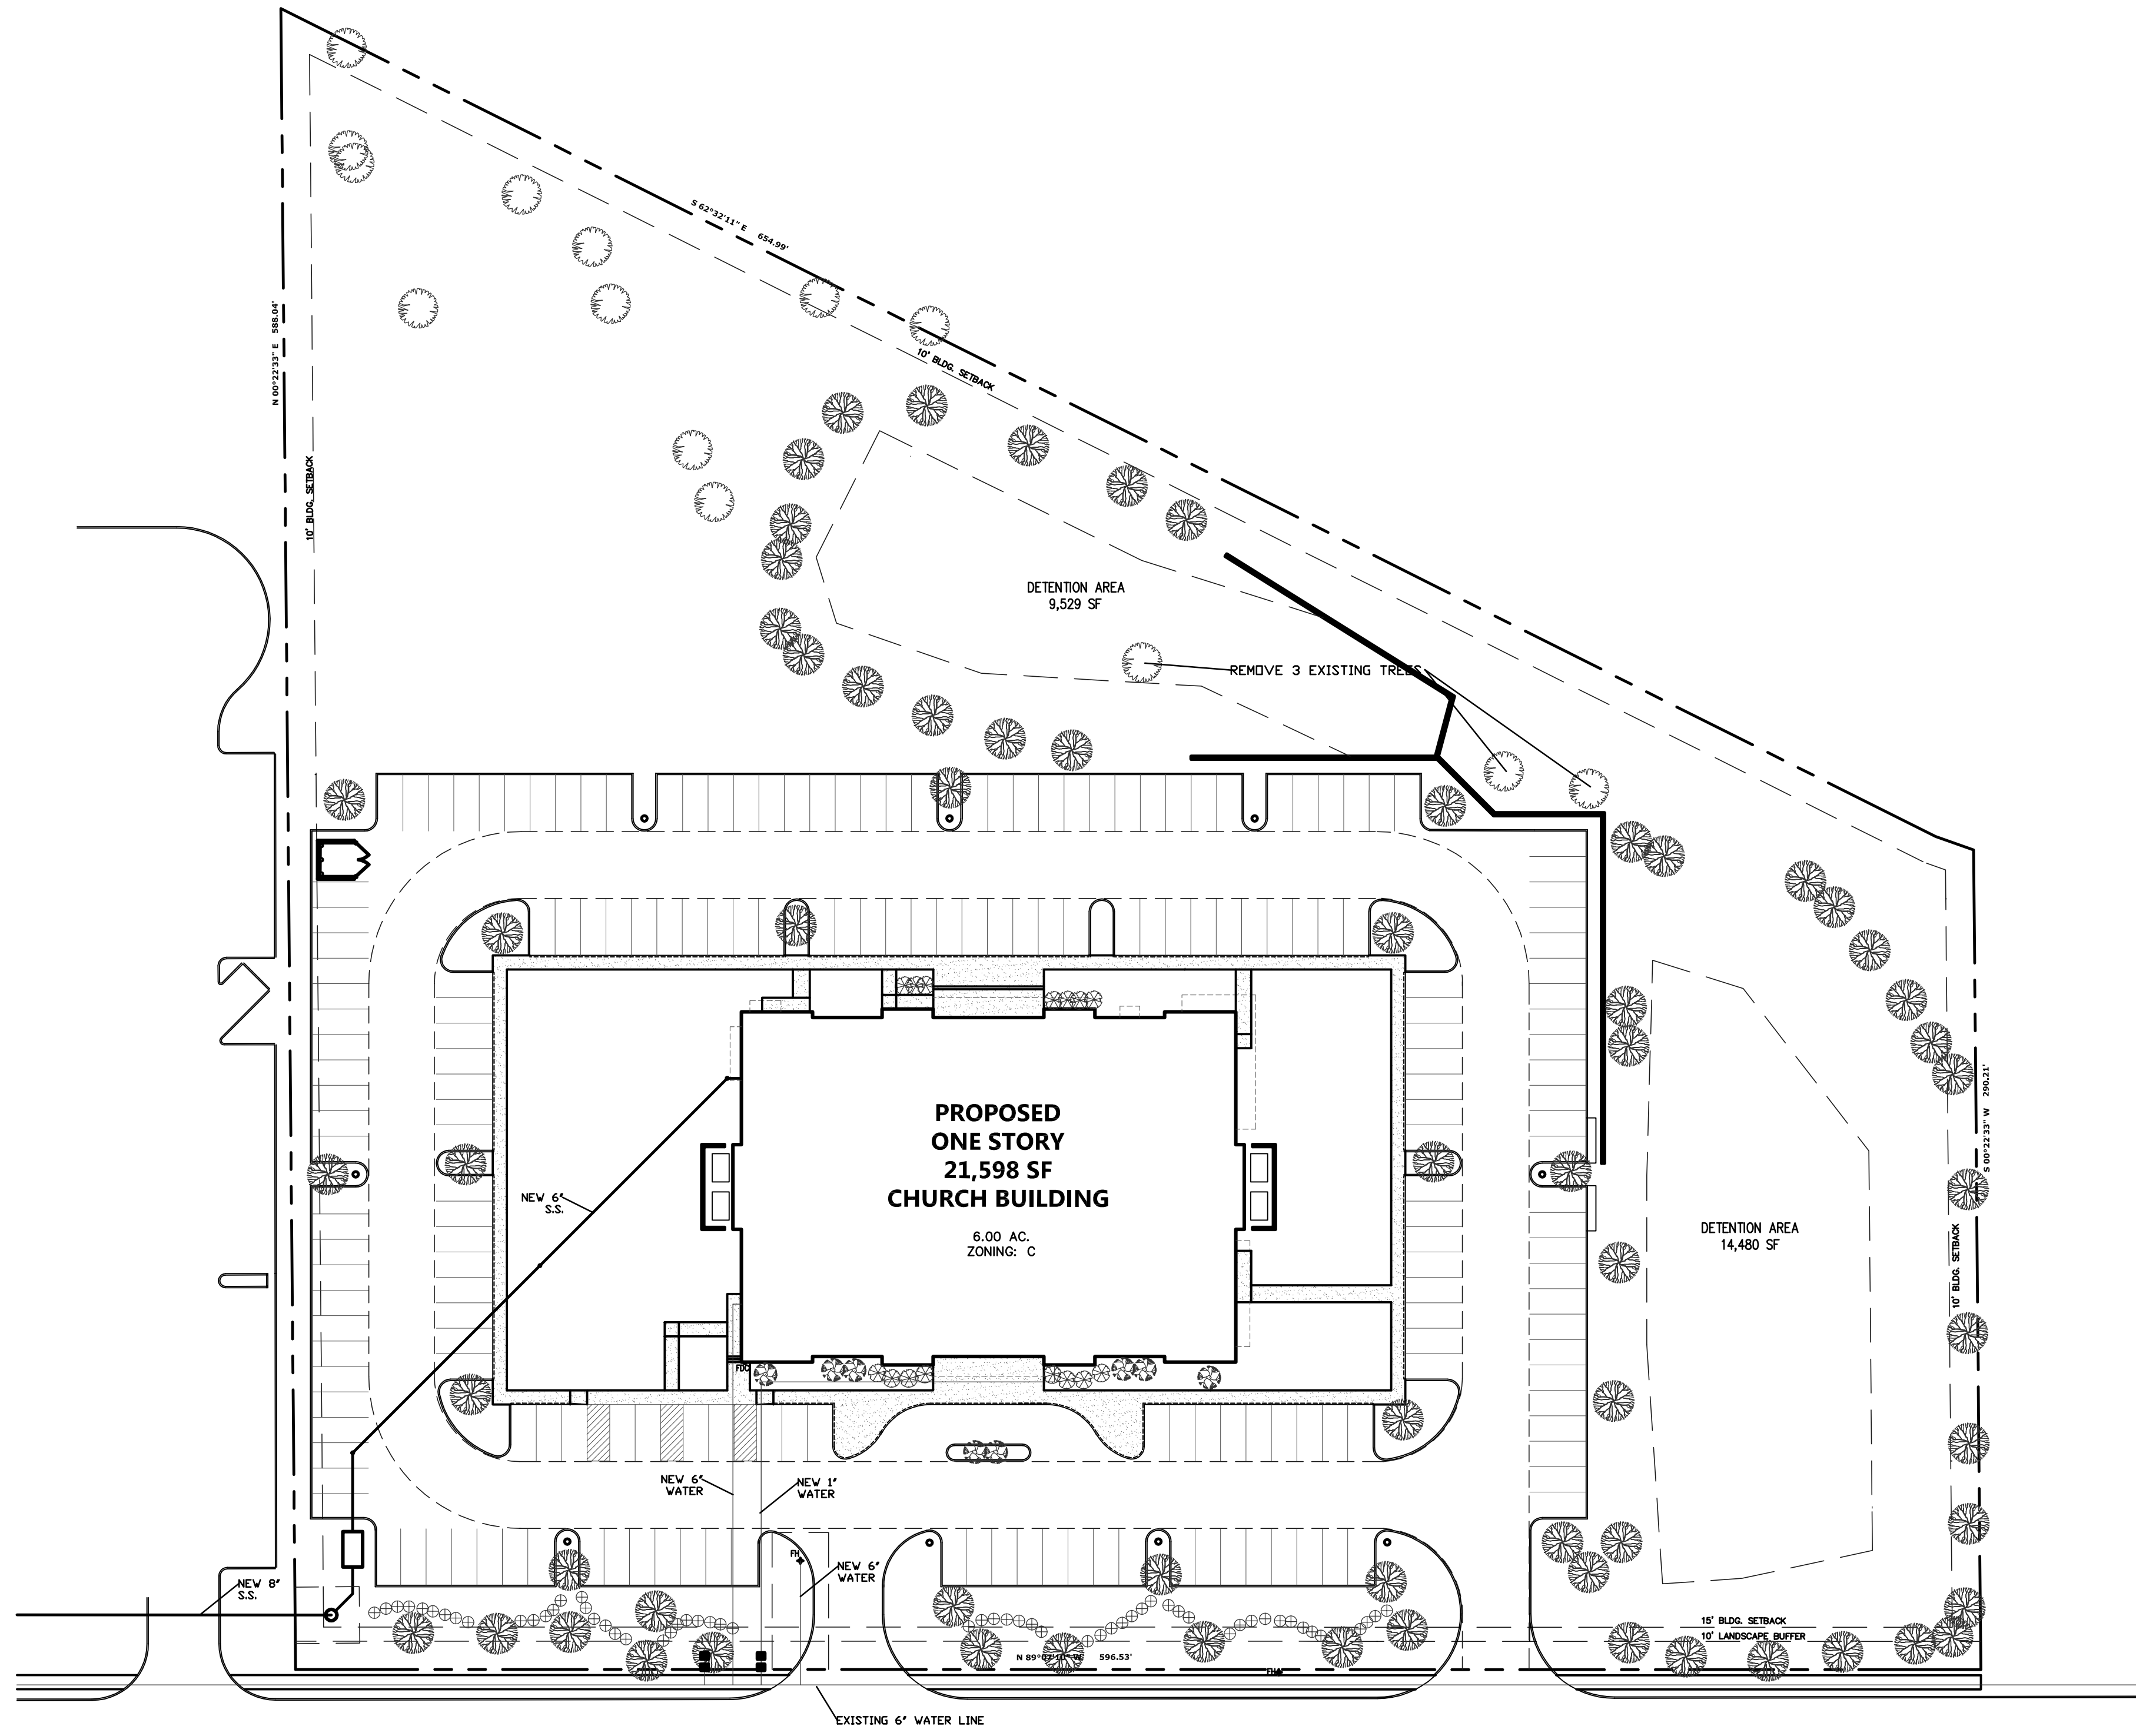 S 62°32'11" E 654.99'
N 00°22'33" E 588.04'
10' BLDG. SETBACK
10' BLDG. SETBACK
DETENTION AREA
9,529 SF
REMOVE 3 EXISTING TREES
PROPOSED
ONE STORY
21,598 SF
CHURCH BUILDING
6.00 AC.
ZONING: C
NEW 6"
S.S.
S 00°22'33" W 290.21'
10' BLDG. SETBACK
DETENTION AREA
14,480 SF
FDC
NEW 6"
WATER
NEW 1"
WATER
FH
NEW 6"
WATER
NEW 8"
S.S.
15' BLDG. SETBACK
10' LANDSCAPE BUFFER
N 89° W 596.53'
FH
EXISTING 6" WATER LINE